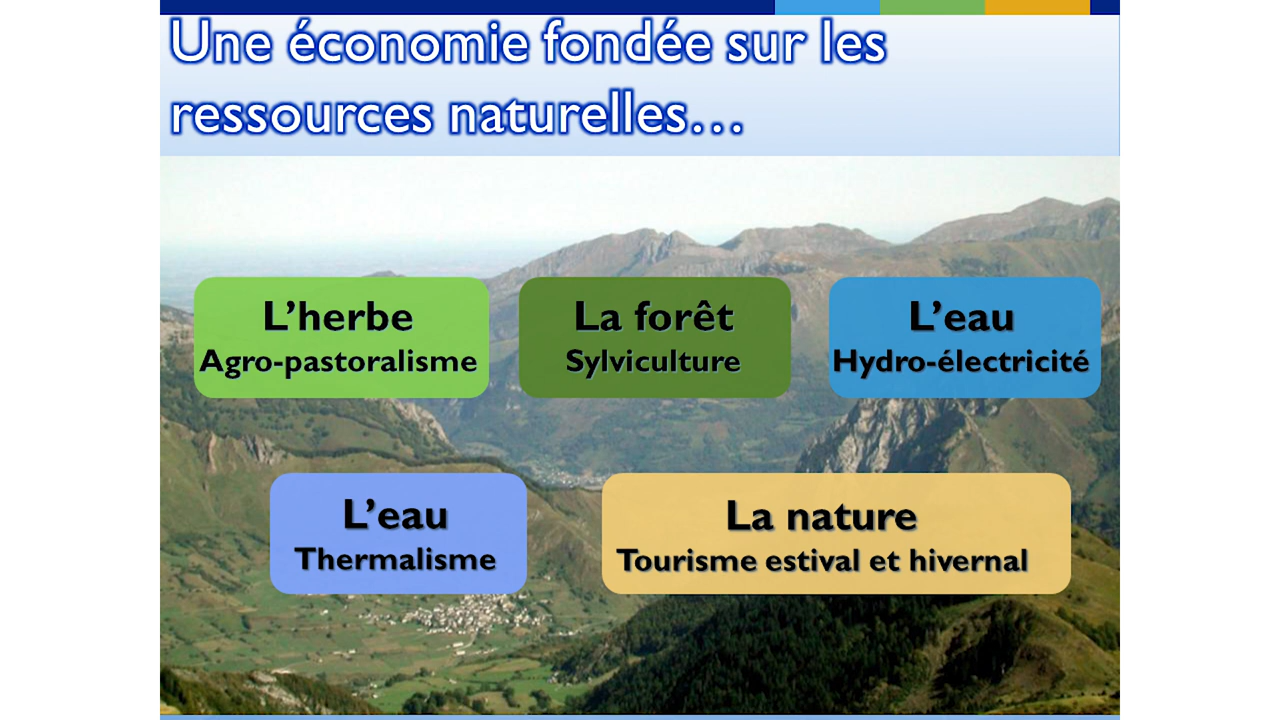 Une économie fondée sur les
ressources naturelles…
L’herbe
Agro-pastoralisme
La forêt
Sylviculture
L’eau
Hydro-électricité
L’eau
Thermalisme
La nature
Tourisme estival et hivernal